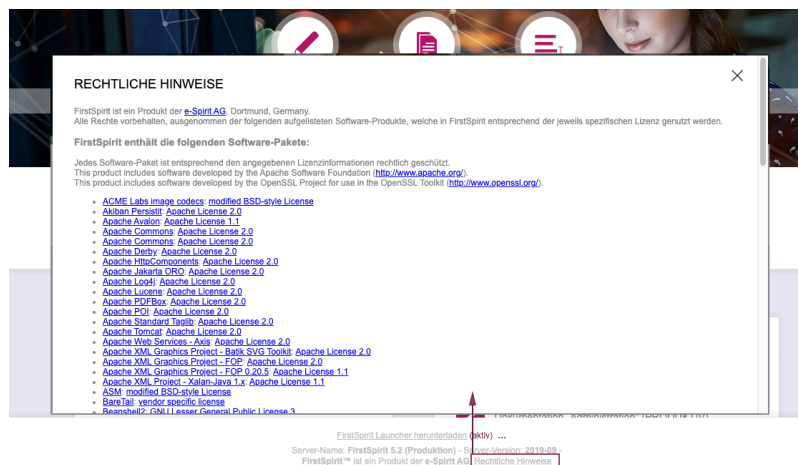 RECHTLICHE HINWEISE
FirstSpirit ist ein Produkt der e-Spirit AG, Dortmund, Germany.
Alle Rechte vorbehalten, ausgenommen der folgenden aufgelisteten Software-Produkte, welche in FirstSpirit entsprechend der jeweils spezifischen Lizenz genutzt werden.
FirstSpirit enthält die folgenden Software-Pakete:
Jedes Software-Paket ist entsprechend den angegebenen Lizenzinformationen rechtlich geschützt.
This product includes software developed by the Apache Software Foundation (http://www.apache.org/).
This product includes software developed by the OpenSSL Project for use in the OpenSSL Toolkit (http://www.openssl.org/).
ACME Labs image codecs: modified BSD-style License
Akiban Persistit: Apache License 2.0
Apache Avalon: Apache License 1.1
Apache Commons: Apache License 2.0
Apache Commons: Apache License 2.0
Apache Derby: Apache License 2.0
Apache HttpComponents: Apache License 2.0
Apache Jakarta ORO: Apache License 2.0
Apache Log4j: Apache License 2.0
Apache Lucene: Apache License 2.0
Apache PDFBox: Apache License 2.0
Apache POI: Apache License 2.0
Apache Standard Taglib: Apache License 2.0
Apache Tomcat: Apache License 2.0
Apache Web Services - Axis: Apache License 2.0
Apache XML Graphics Project - Batik SVG Toolkit: Apache License 2.0
Apache XML Graphics Project - FOP: Apache License 2.0
Apache XML Graphics Project - FOP 0.20.5: Apache License 1.1
Apache XML Project - Xalan-Java 1.x: Apache License 1.1
ASM: modified BSD-style License
BareTail: vendor specific license
Beanshell2: GNU Lesser General Public License 3
Dokumentation, Administration: (PRODUKTIV)
FirstSpirit Launcher herunterladen (aktiv) ...
Server-Name: FirstSpirit 5.2 (Produktion) - Server-Version: 2019-09 -
FirstSpirit™ ist ein Produkt der e-Spirit AG Rechtliche Hinweise